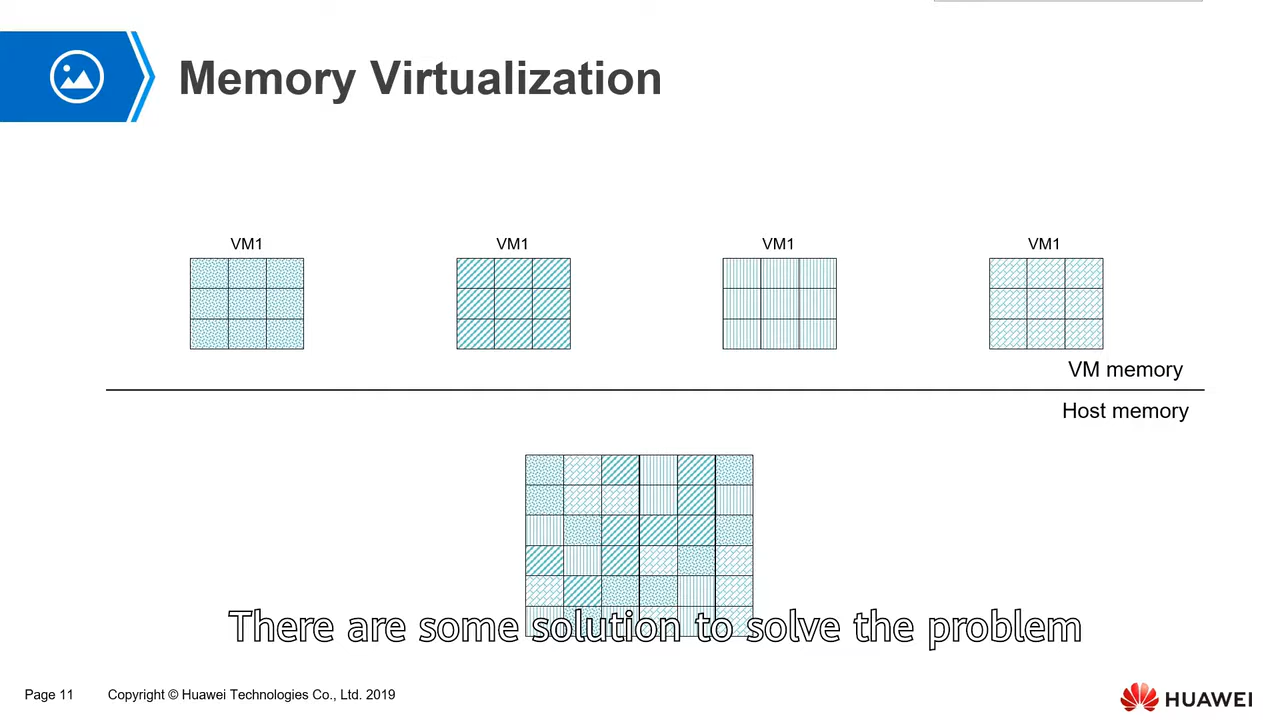 Memory Virtualization
VM1 VM1 VM1 VM1
VM memory
Host memory
There are some solution to solve the problem
Page 11 Copyright © Huawei Technologies Co., Ltd. 2019
HUAWEI